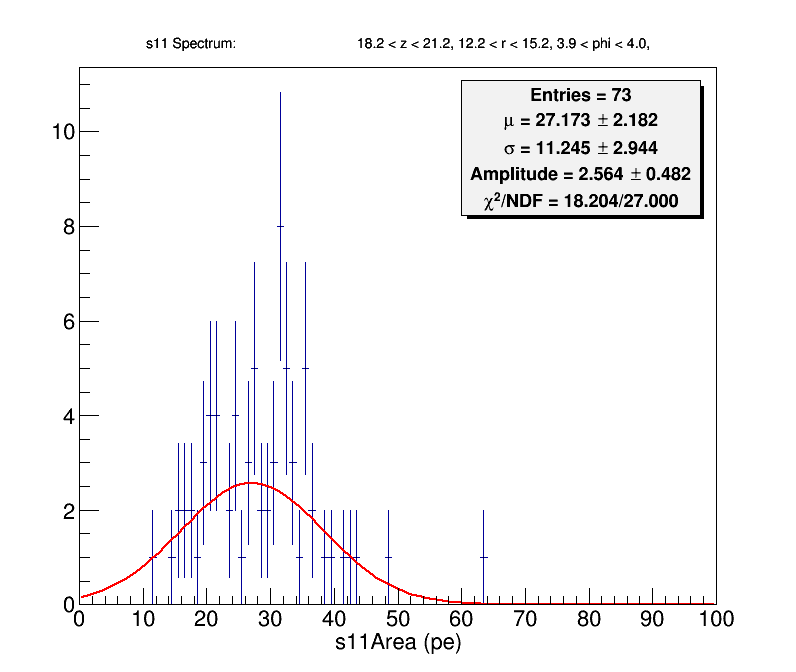 s11 Spectrum: 18.2 < z < 21.2, 12.2 < r < 15.2, 3.9 < phi < 4.0,
Entries = 73
μ = 27.173 ± 2.182
σ = 11.245 ± 2.944
Amplitude = 2.564 ± 0.482
χ²/NDF = 18.204/27.000
10
8
6
4
2
0
0 10 20 30 40 50 60 70 80 90 100
s11Area (pe)